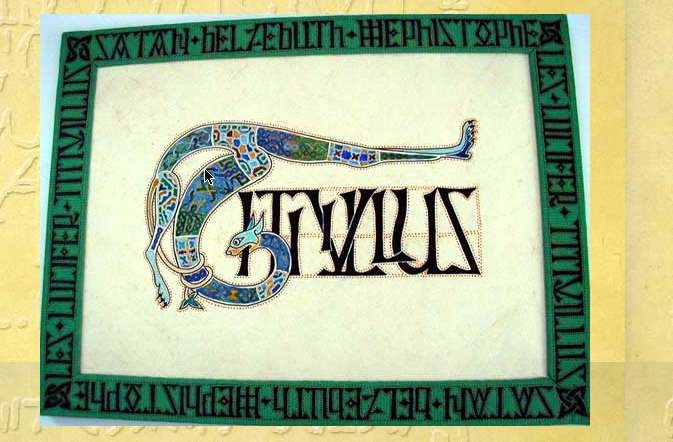 SATAN · BELZEBUTH · MEPHISTOPHE
LES · LUCIFER · TITIVILLUS
TITIVILLUS
SATAN · BELZEBUTH · MEPHISTOPHE
LES · LUCIFER · TITIVILLUS